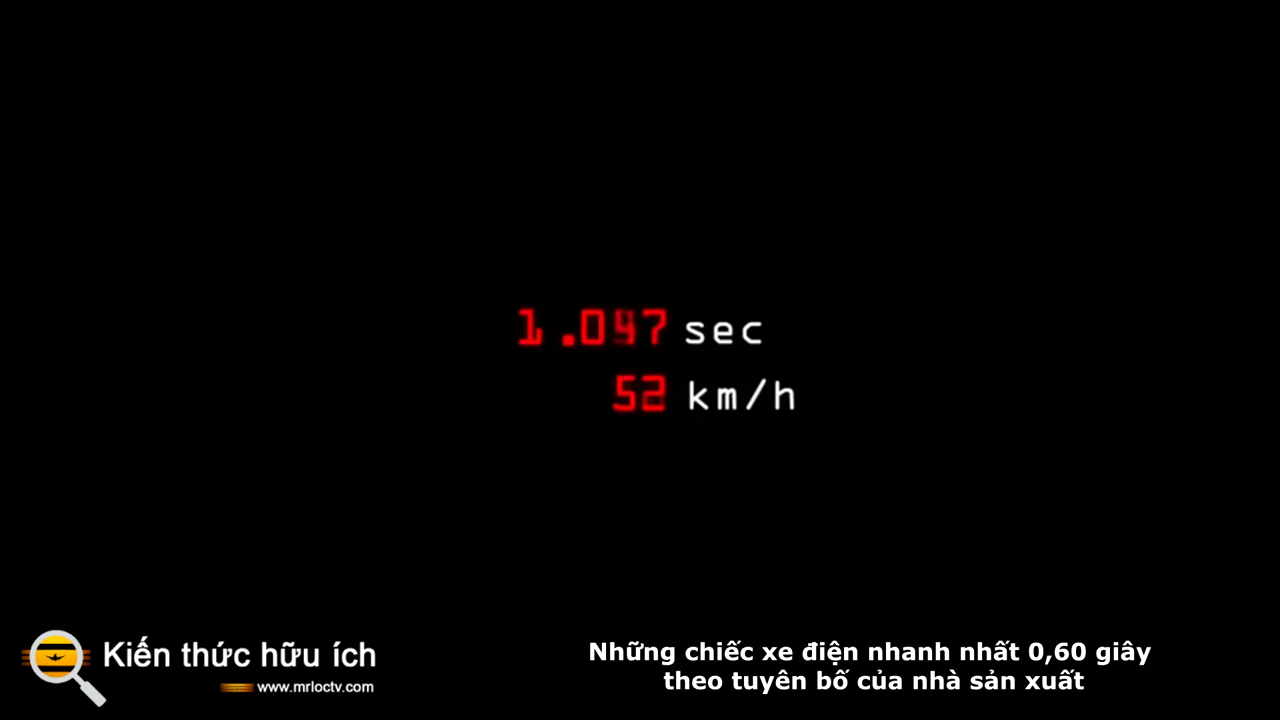 1.047 sec
52 km/h
Kiến thức hữu ích
www.mrloctv.com
Những chiếc xe điện nhanh nhất 0,60 giây
theo tuyên bố của nhà sản xuất